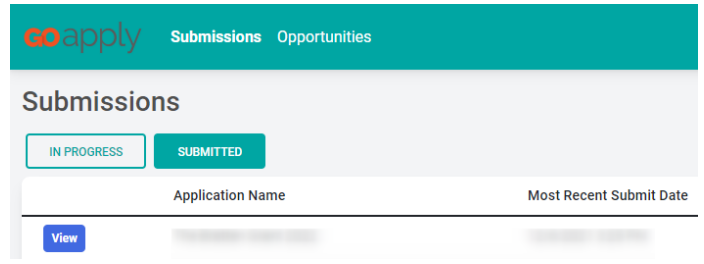 goapply Submissions Opportunities
Submissions
IN PROGRESS SUBMITTED
Application Name Most Recent Submit Date
View